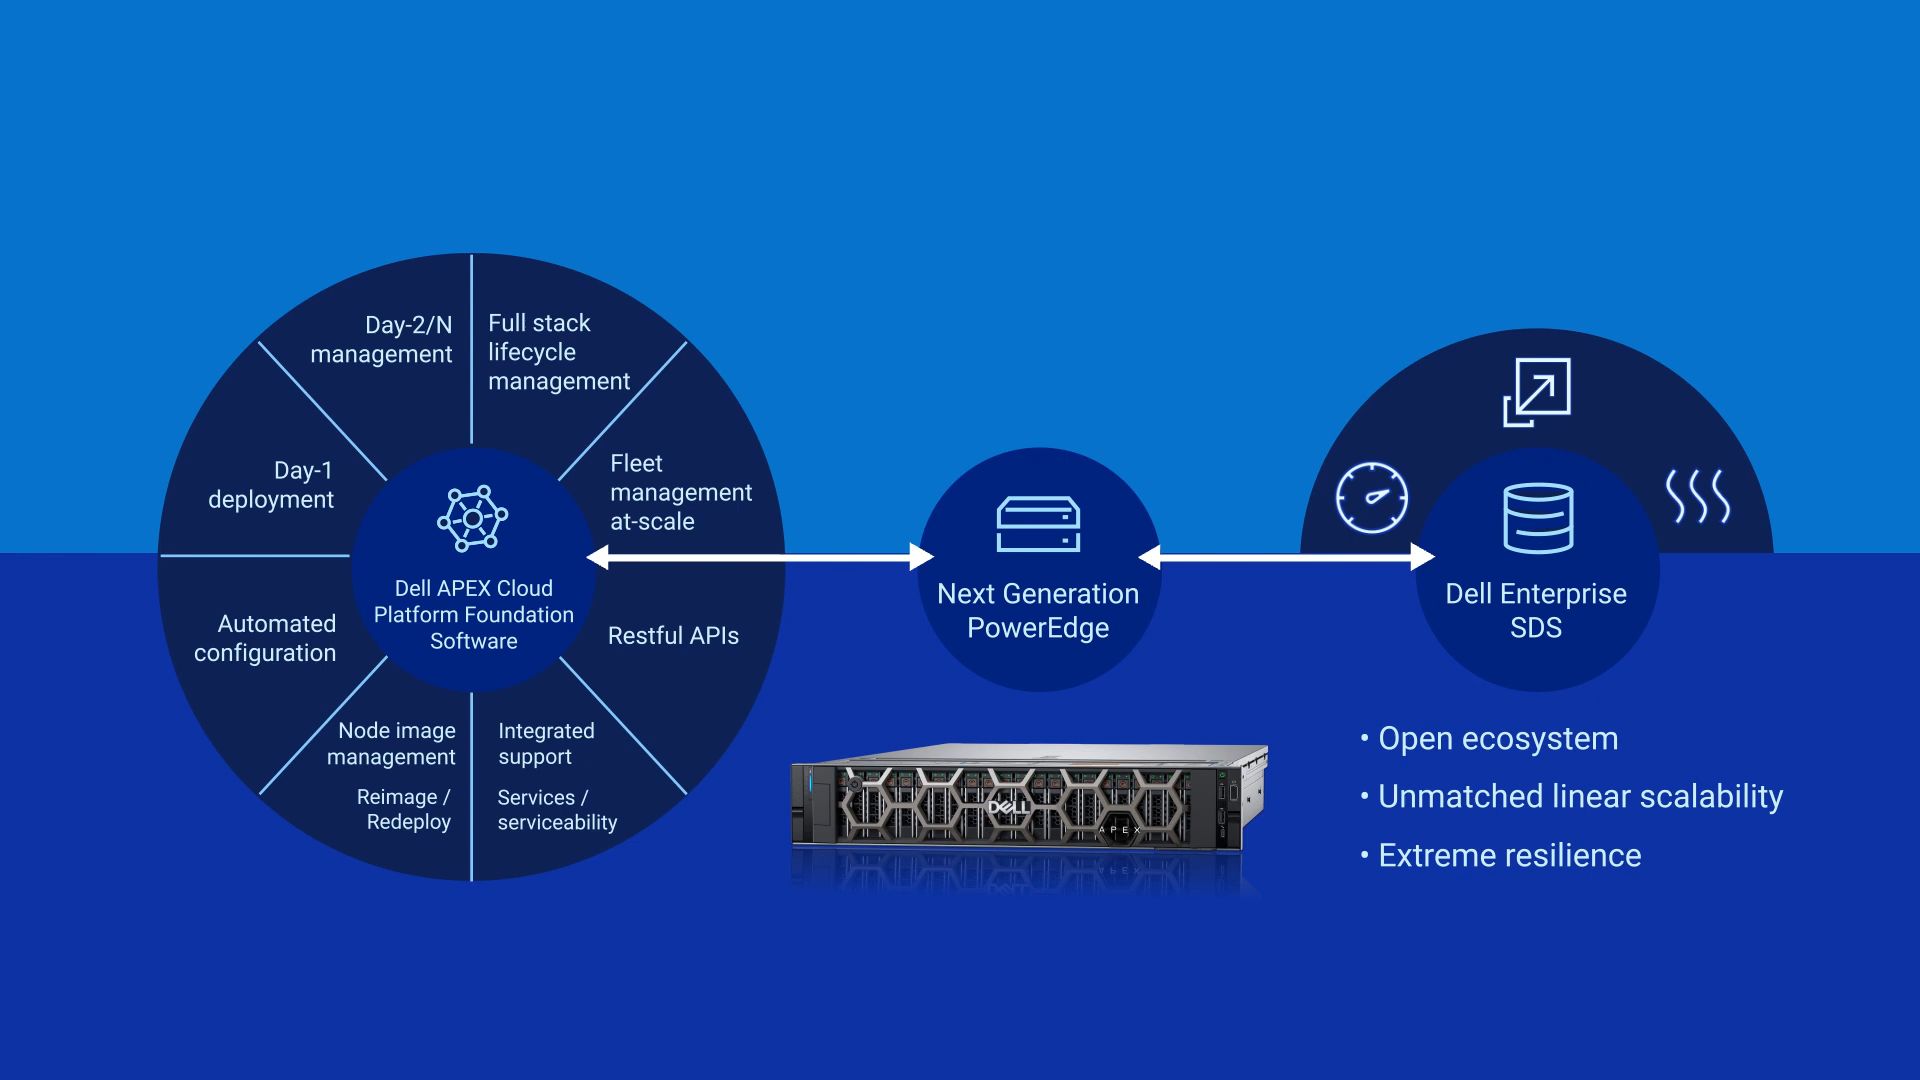 Day-2/N
management
Full stack
lifecycle
management
Day-1
deployment
Fleet
management
at-scale
Automated
configuration
Dell APEX Cloud
Platform Foundation
Software
Restful APIs
Node image
management
Reimage /
Redeploy
Integrated
support
Services /
serviceability
Next Generation
PowerEdge
DELL
APEX
Dell Enterprise
SDS
• Open ecosystem
• Unmatched linear scalability
• Extreme resilience